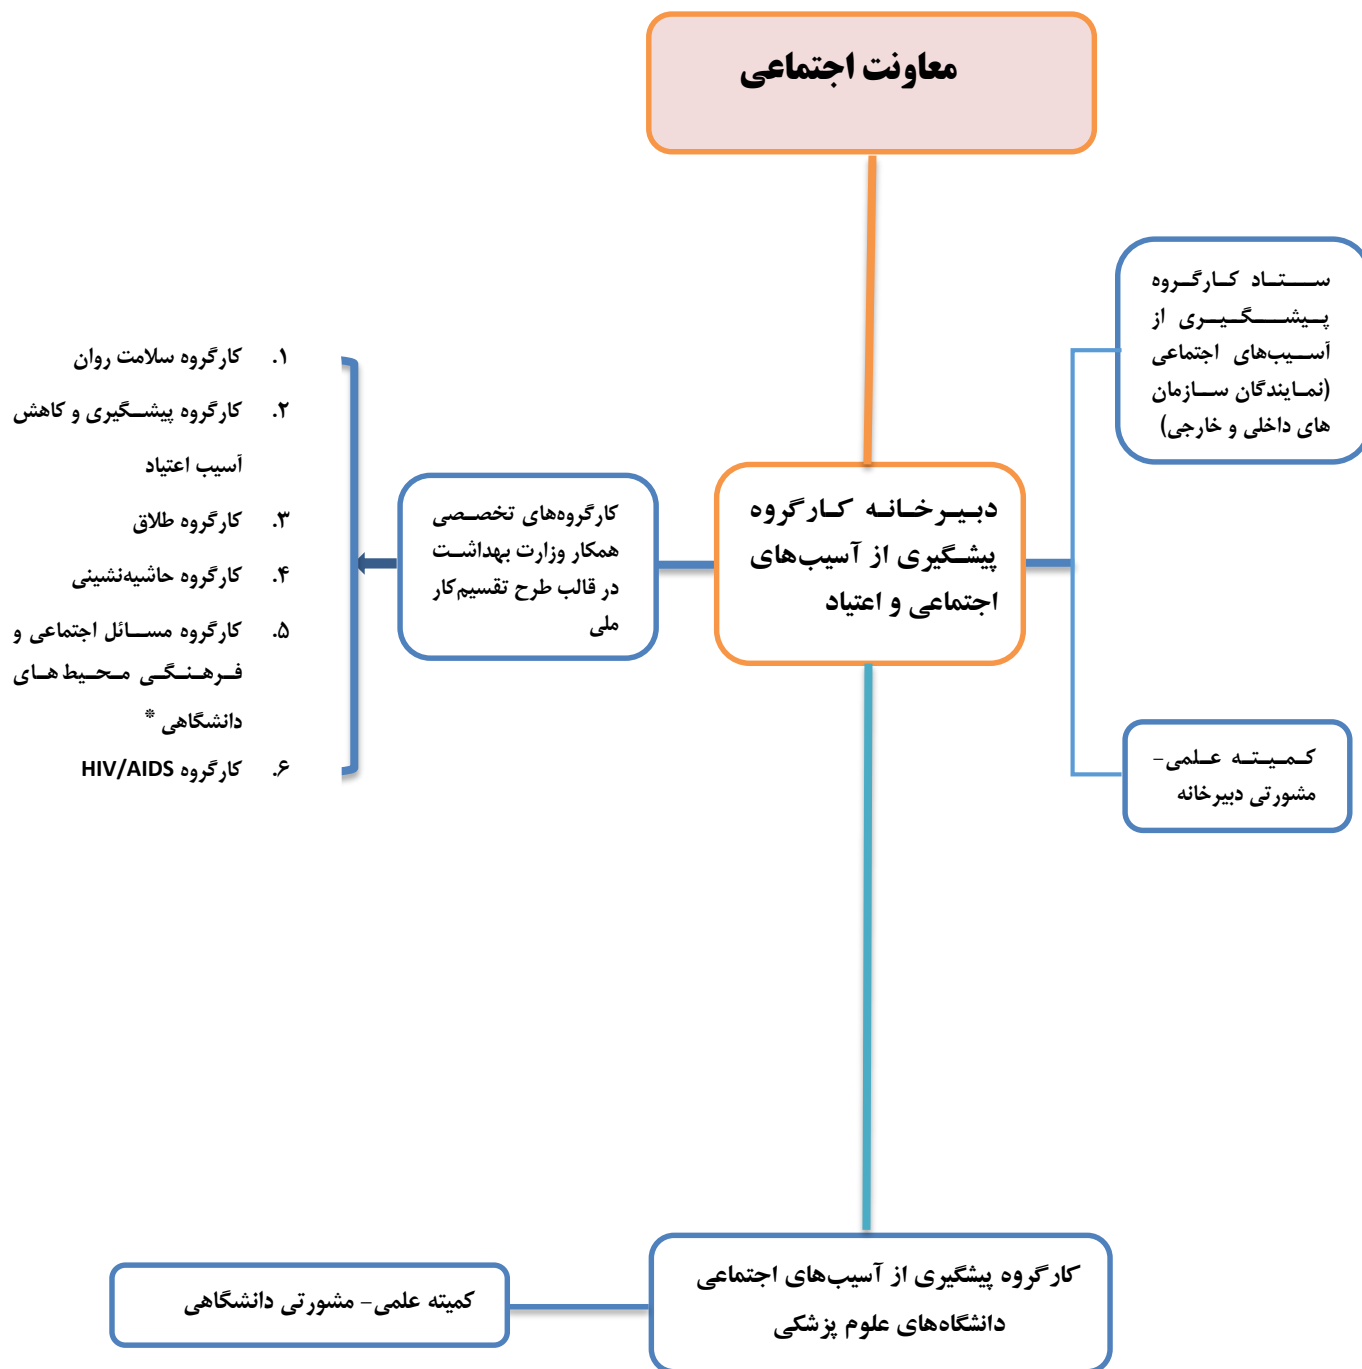 معاونت اجتماعی
ستاد کارگروه
پیشگیری از
آسیب‌های اجتماعی
(نمایندگان سازمان
های داخلی و خارجی)
دبیرخانه کارگروه
پیشگیری از آسیب‌های
اجتماعی و اعتیاد
کارگروه‌های تخصصی
همکار وزارت بهداشت
در قالب طرح تقسیم‌کار
ملی
۱. کارگروه سلامت روان
۲. کارگروه پیشگیری و کاهش
آسیب اعتیاد
۳. کارگروه طلاق
۴. کارگروه حاشیه‌نشینی
۵. کارگروه مسائل اجتماعی و
فرهنگی محیط های
دانشگاهی *
۶. کارگروه HIV/AIDS
کمیته علمی-
مشورتی دبیرخانه
کارگروه پیشگیری از آسیب‌های اجتماعی
دانشگاه‌های علوم پزشکی
کمیته علمی- مشورتی دانشگاهی